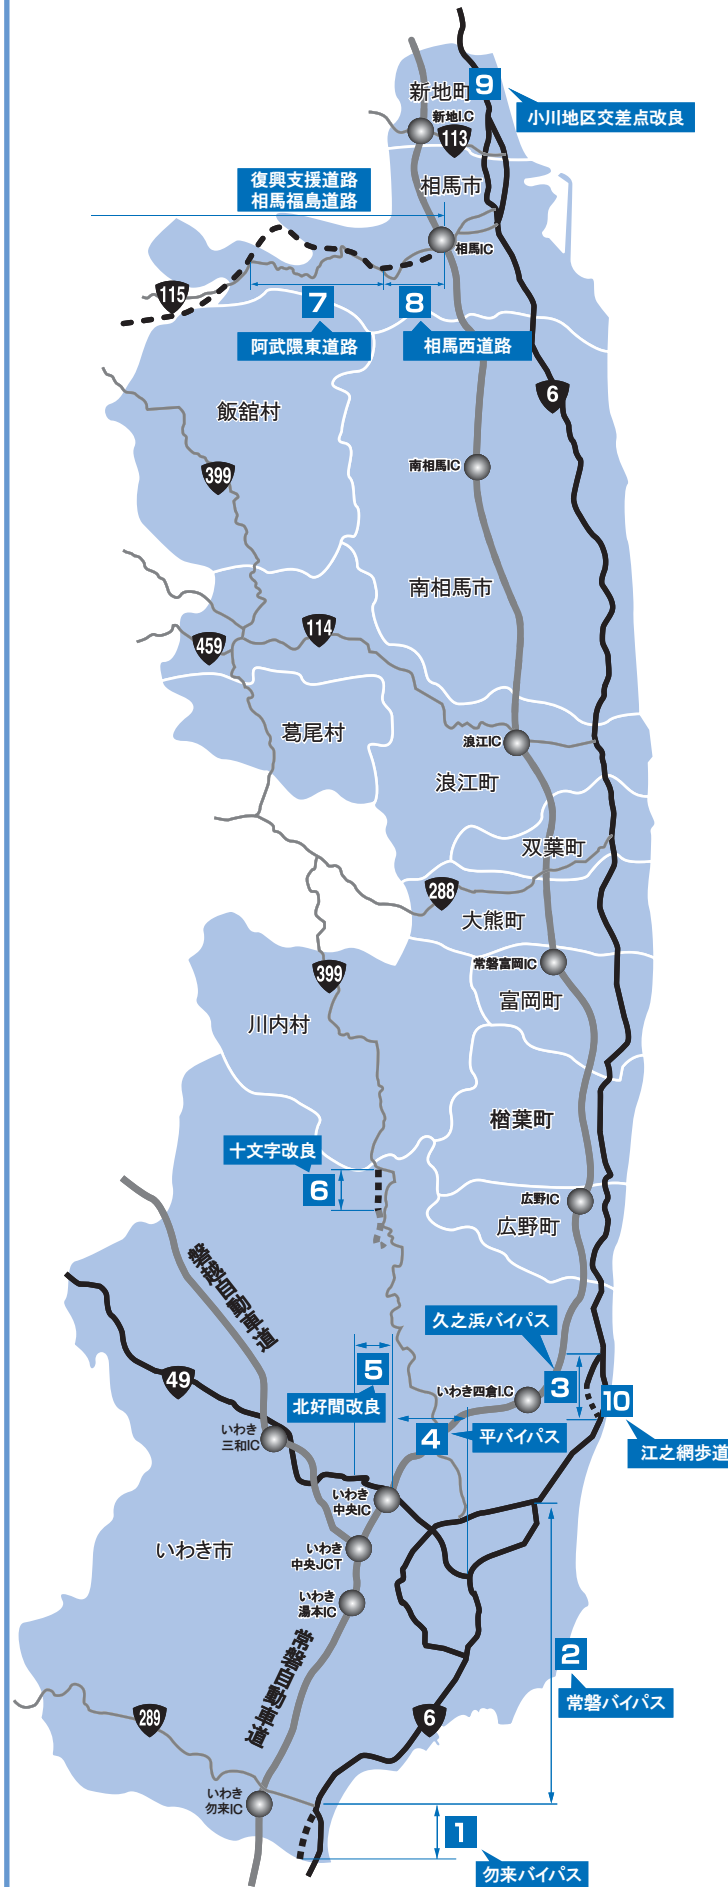 9
新地町
小川地区交差点改良
新地I.C
113
復興支援道路
相馬福島道路
相馬市
相馬IC
115
7
8
阿武隈東道路
相馬西道路
6
飯舘村
南相馬IC
399
南相馬市
114
459
葛尾村
浪江IC
浪江町
双葉町
288
大熊町
常磐富岡IC
399
富岡町
川内村
楢葉町
十文字改良
6
広野IC
広野町
磐越自動車道
久之浜バイパス
5
49
3
いわき四倉I.C
10
北好間改良
4
平バイパス
いわき
三和IC
江之網歩道
いわき
中央IC
いわき市
いわき
中央JCT
いわき
湯本IC
常磐自動車道
2
常磐バイパス
289
6
いわき
勿来IC
1
勿来バイパス